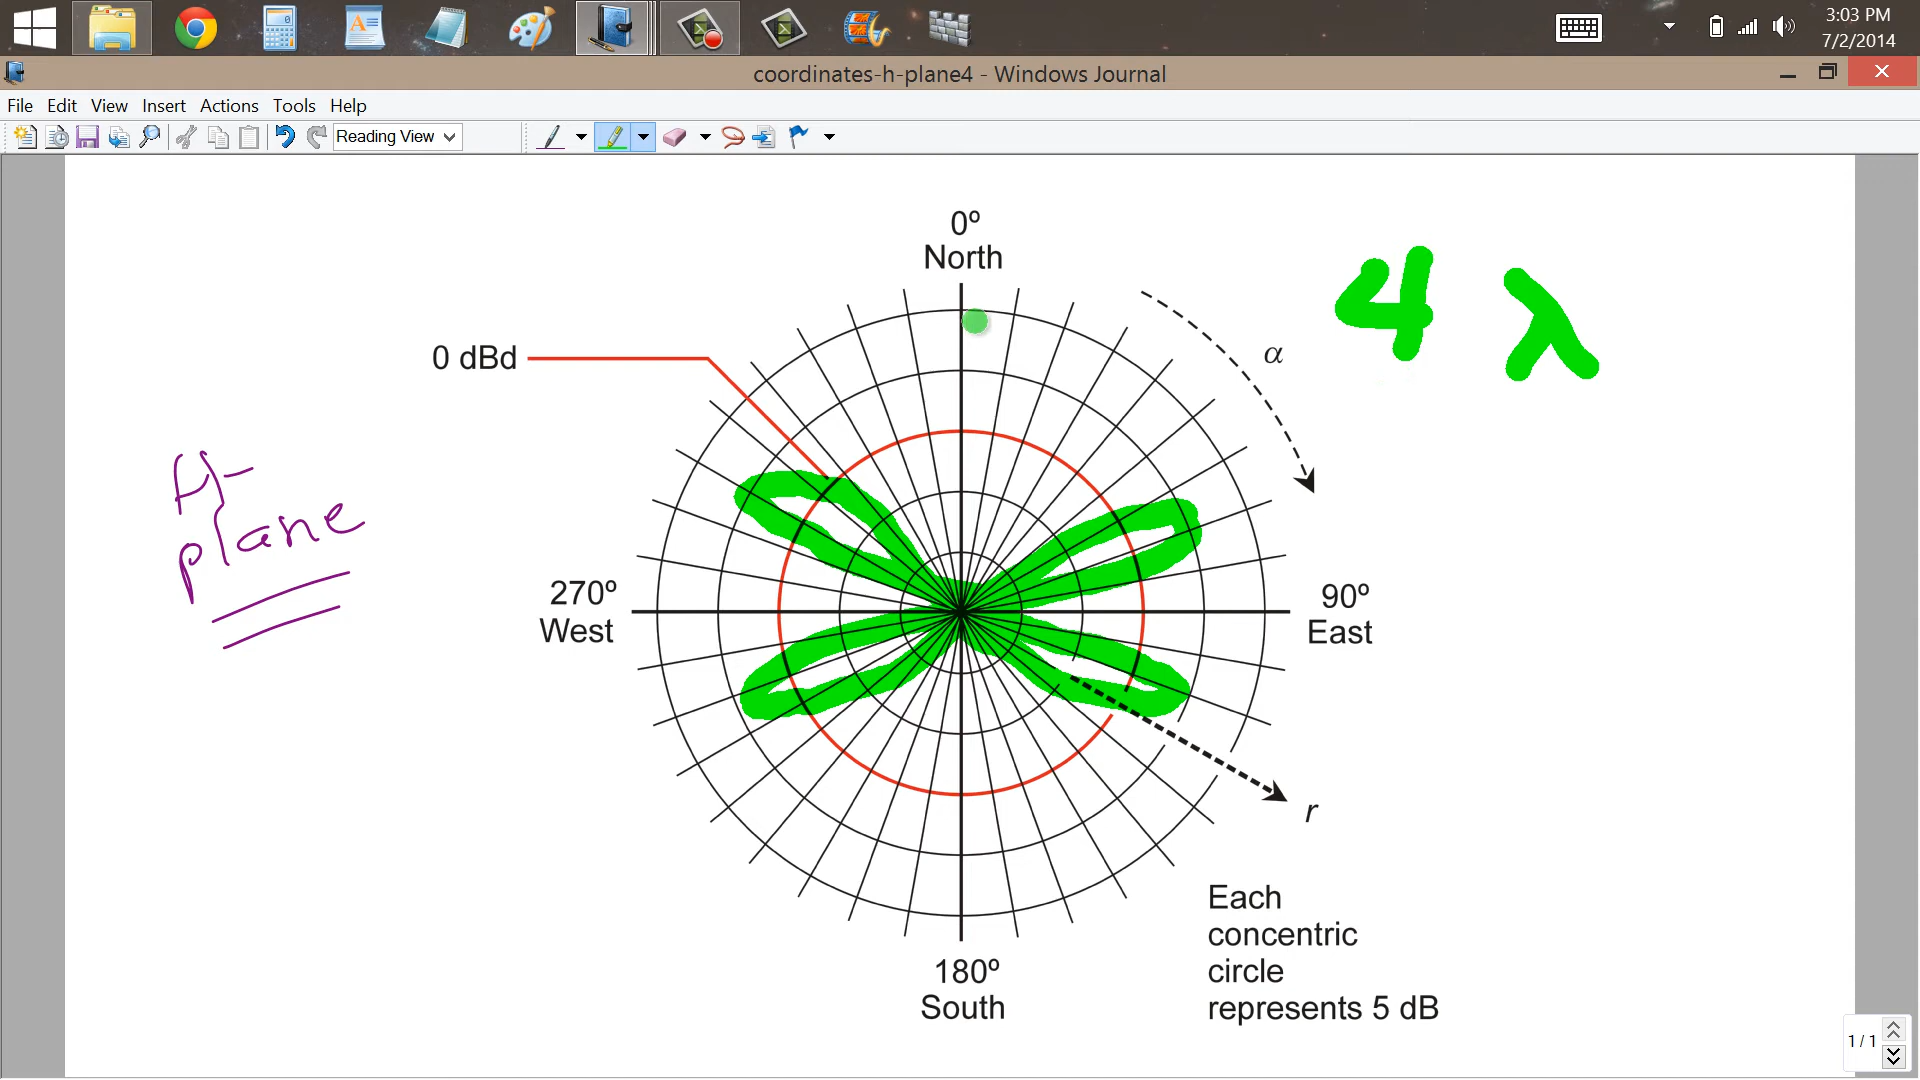 3:03 PM
7/2/2014
coordinates-h-plane4 - Windows Journal
File Edit View Insert Actions Tools Help
Reading View
0º
North
4 λ
α
0 dBd
H-
plane
270º
West
90º
East
r
Each
concentric
circle
represents 5 dB
180º
South
1 / 1